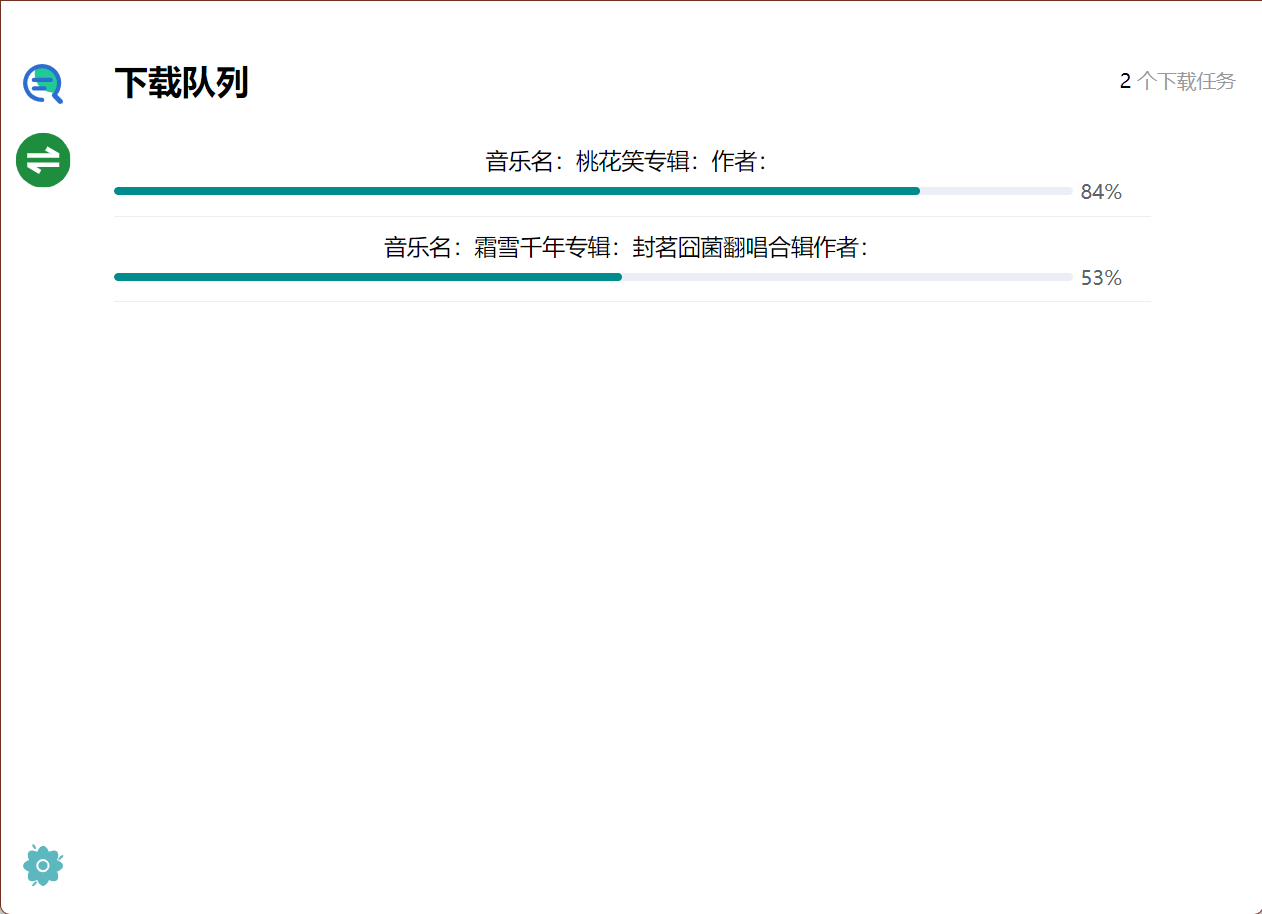 下载队列
2 个下载任务
音乐名：桃花笑专辑：作者：
84%
音乐名：霜雪千年专辑：封茗囧菌翻唱合辑作者：
53%